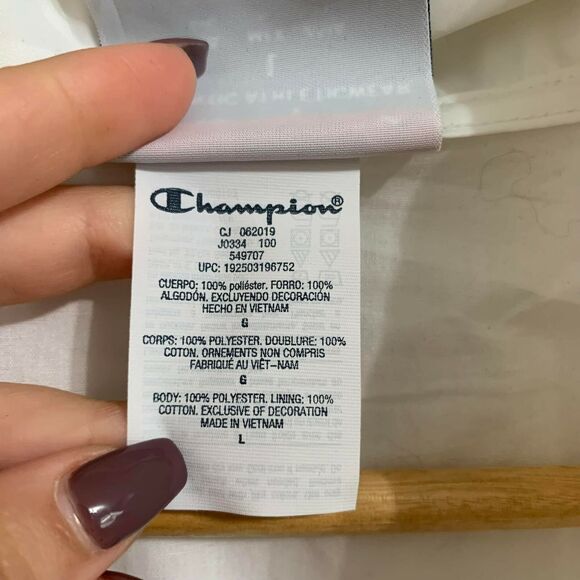 L
Champion®
CJ 062019
J0334 100
549707
UPC: 192503196752
CUERPO: 100% poliéster. FORRO: 100%
ALGODÓN. EXCLUYENDO DECORACIÓN
HECHO EN VIETNAM
G
CORPS: 100% POLYESTER. DOUBLURE: 100%
COTON. ORNEMENTS NON COMPRIS
FABRIQUÉ AU VIÊT-NAM
G
BODY: 100% POLYESTER. LINING: 100%
COTTON. EXCLUSIVE OF DECORATION
MADE IN VIETNAM
L